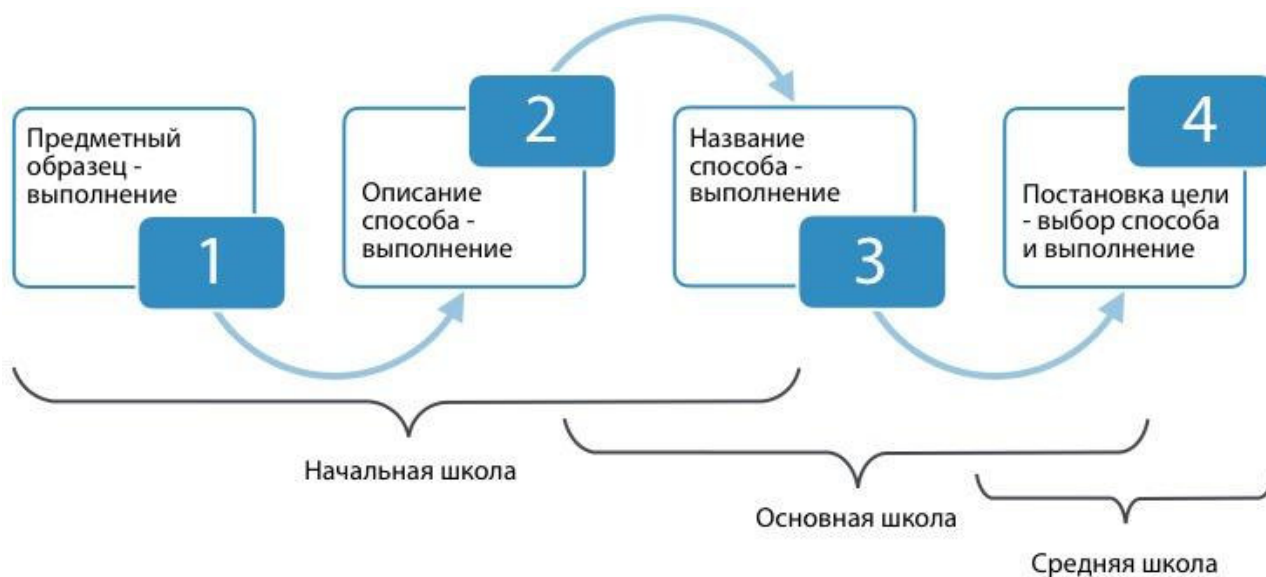 Предметный
образец -
выполнение
1
2
Описание
способа -
выполнение
Название
способа -
выполнение
3
4
Постановка цели
- выбор способа
и выполнение
Начальная школа
Основная школа
Средняя школа